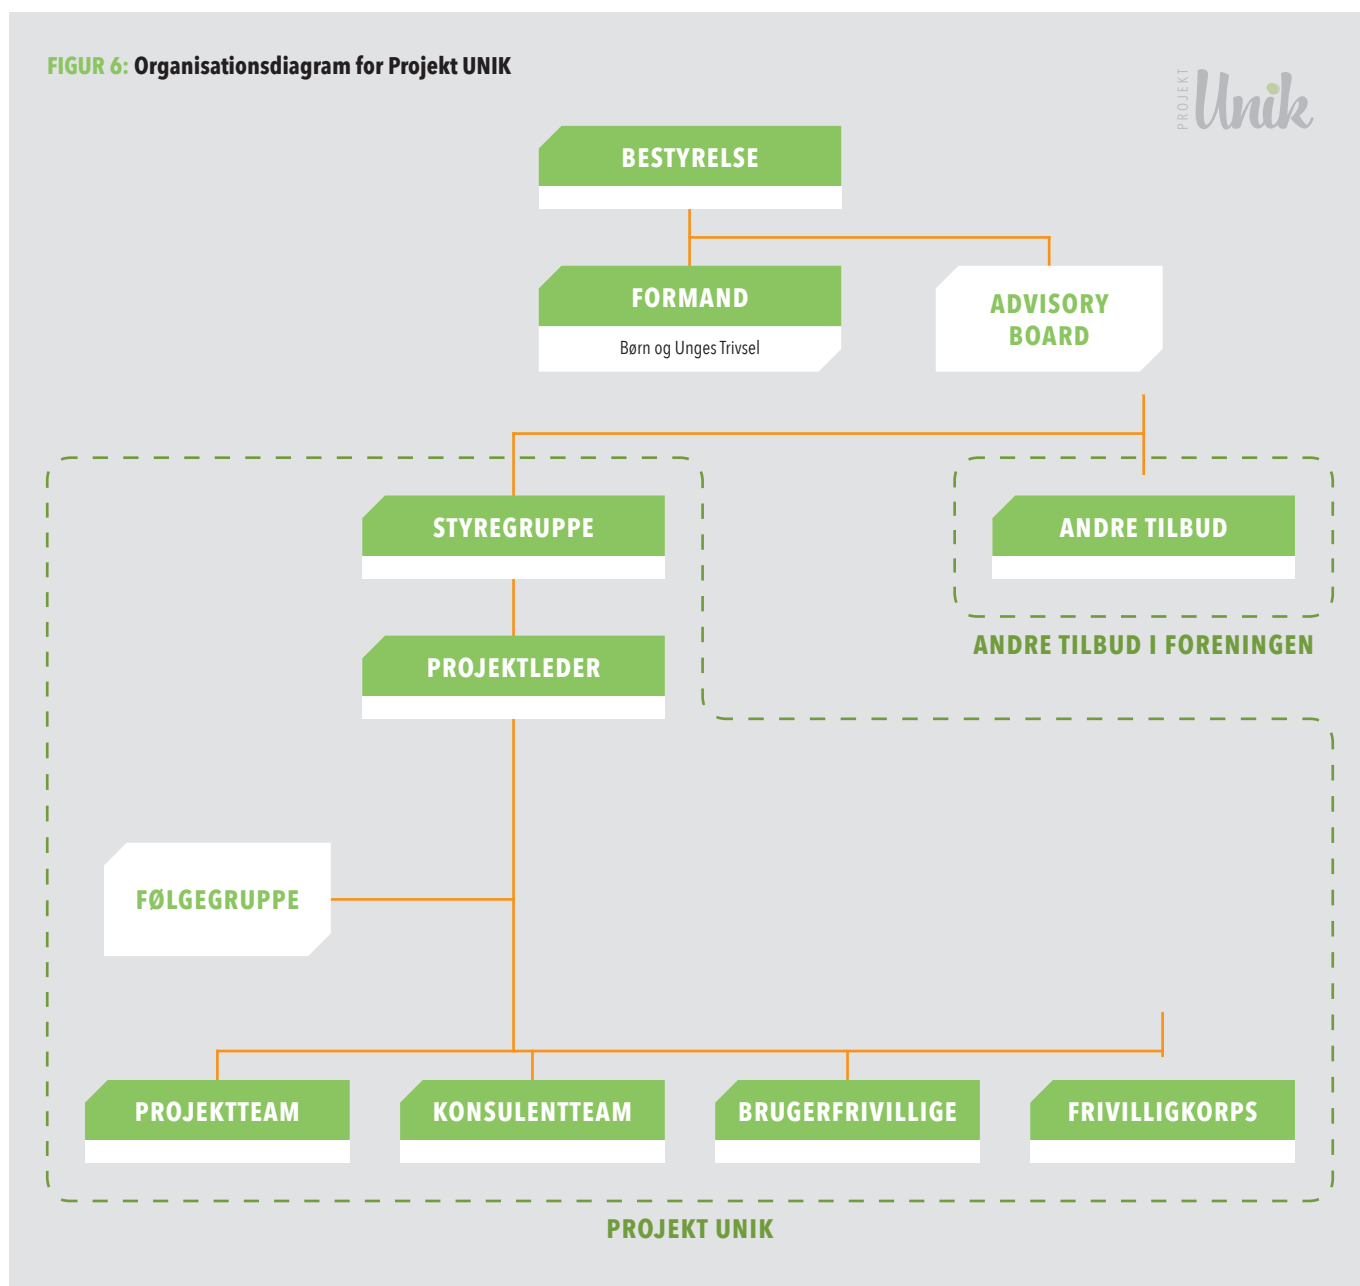 FIGUR 6: Organisationsdiagram for Projekt UNIK
PROJEKT
Unik
BESTYRELSE
FORMAND
Børn og Unges Trivsel
ADVISORY
BOARD
STYREGRUPPE
ANDRE TILBUD
ANDRE TILBUD I FORENINGEN
PROJEKTLEDER
FØLGEGRUPPE
PROJEKTTEAM
KONSULENTTEAM
BRUGERFRIVILLIGE
FRIVILLIGKORPS
PROJEKT UNIK